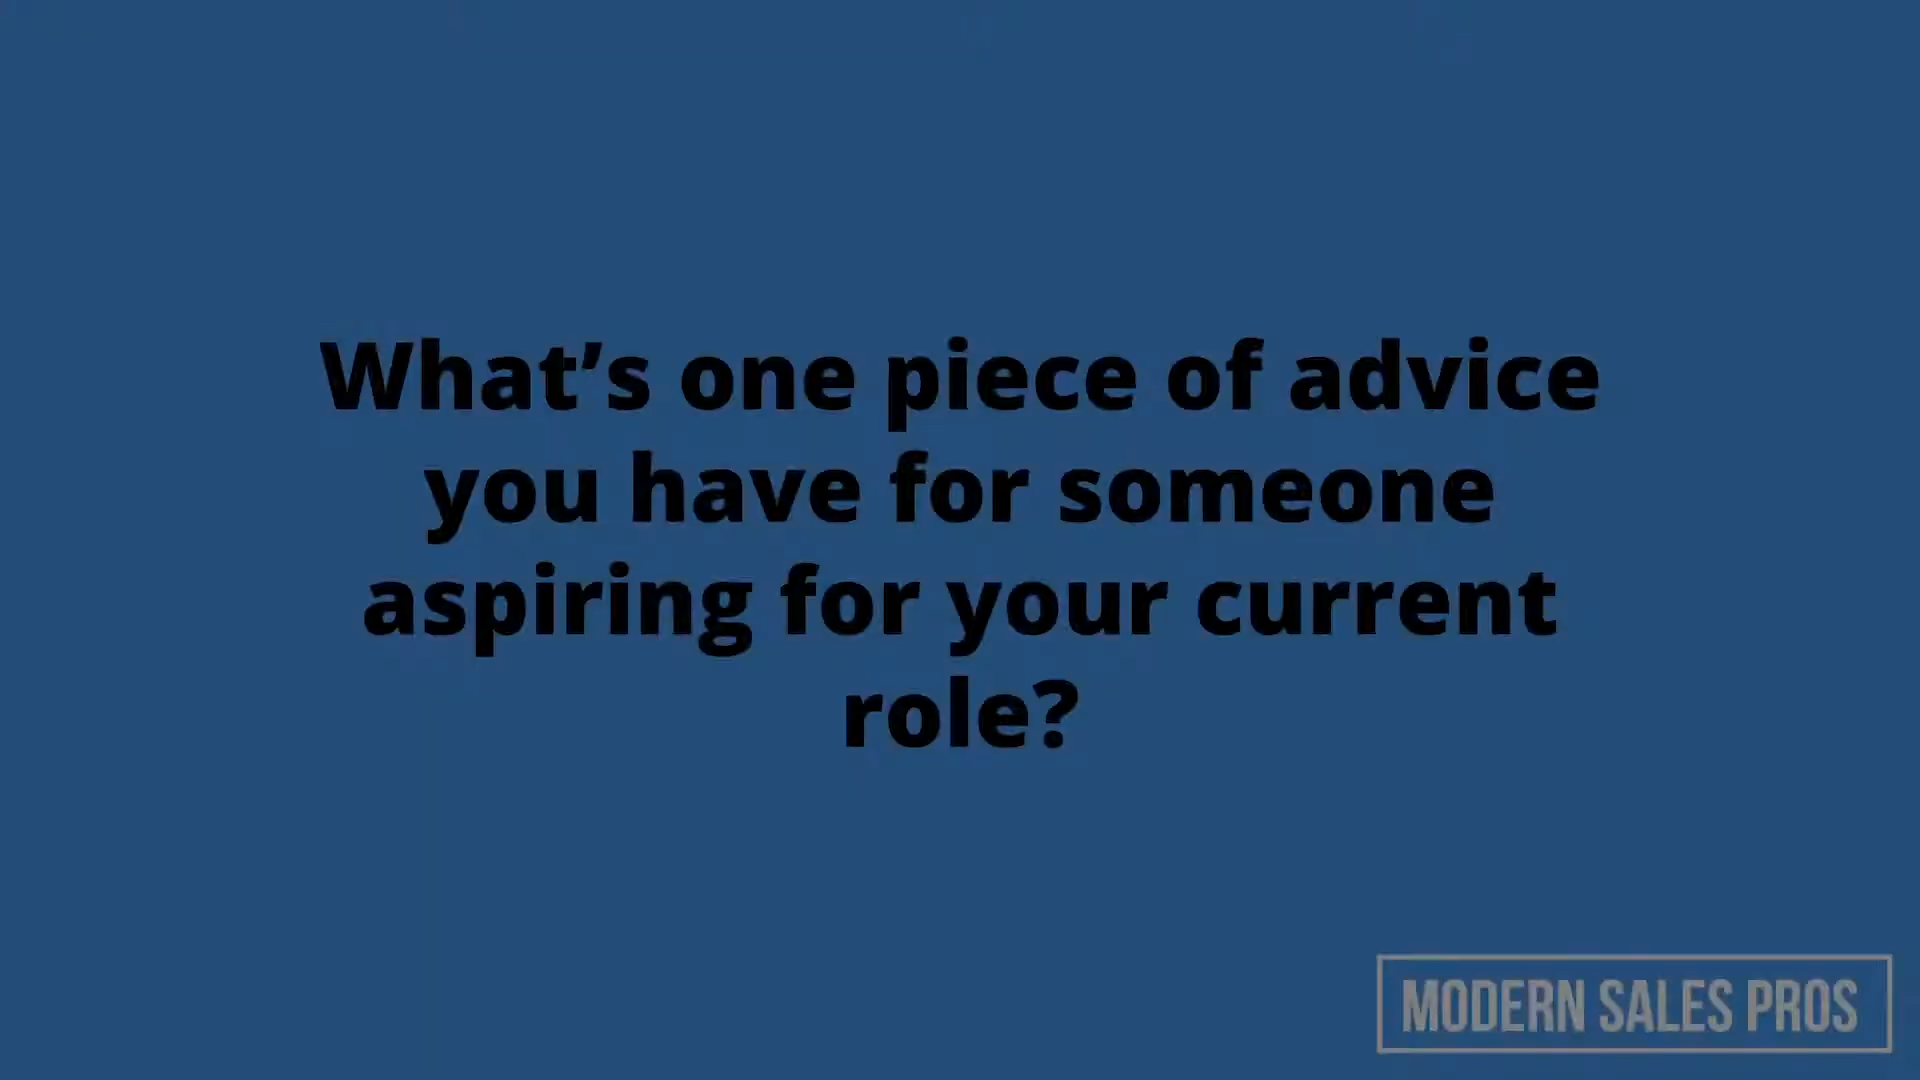 What’s one piece of advice
you have for someone
aspiring for your current
role?
MODERN SALES PROS